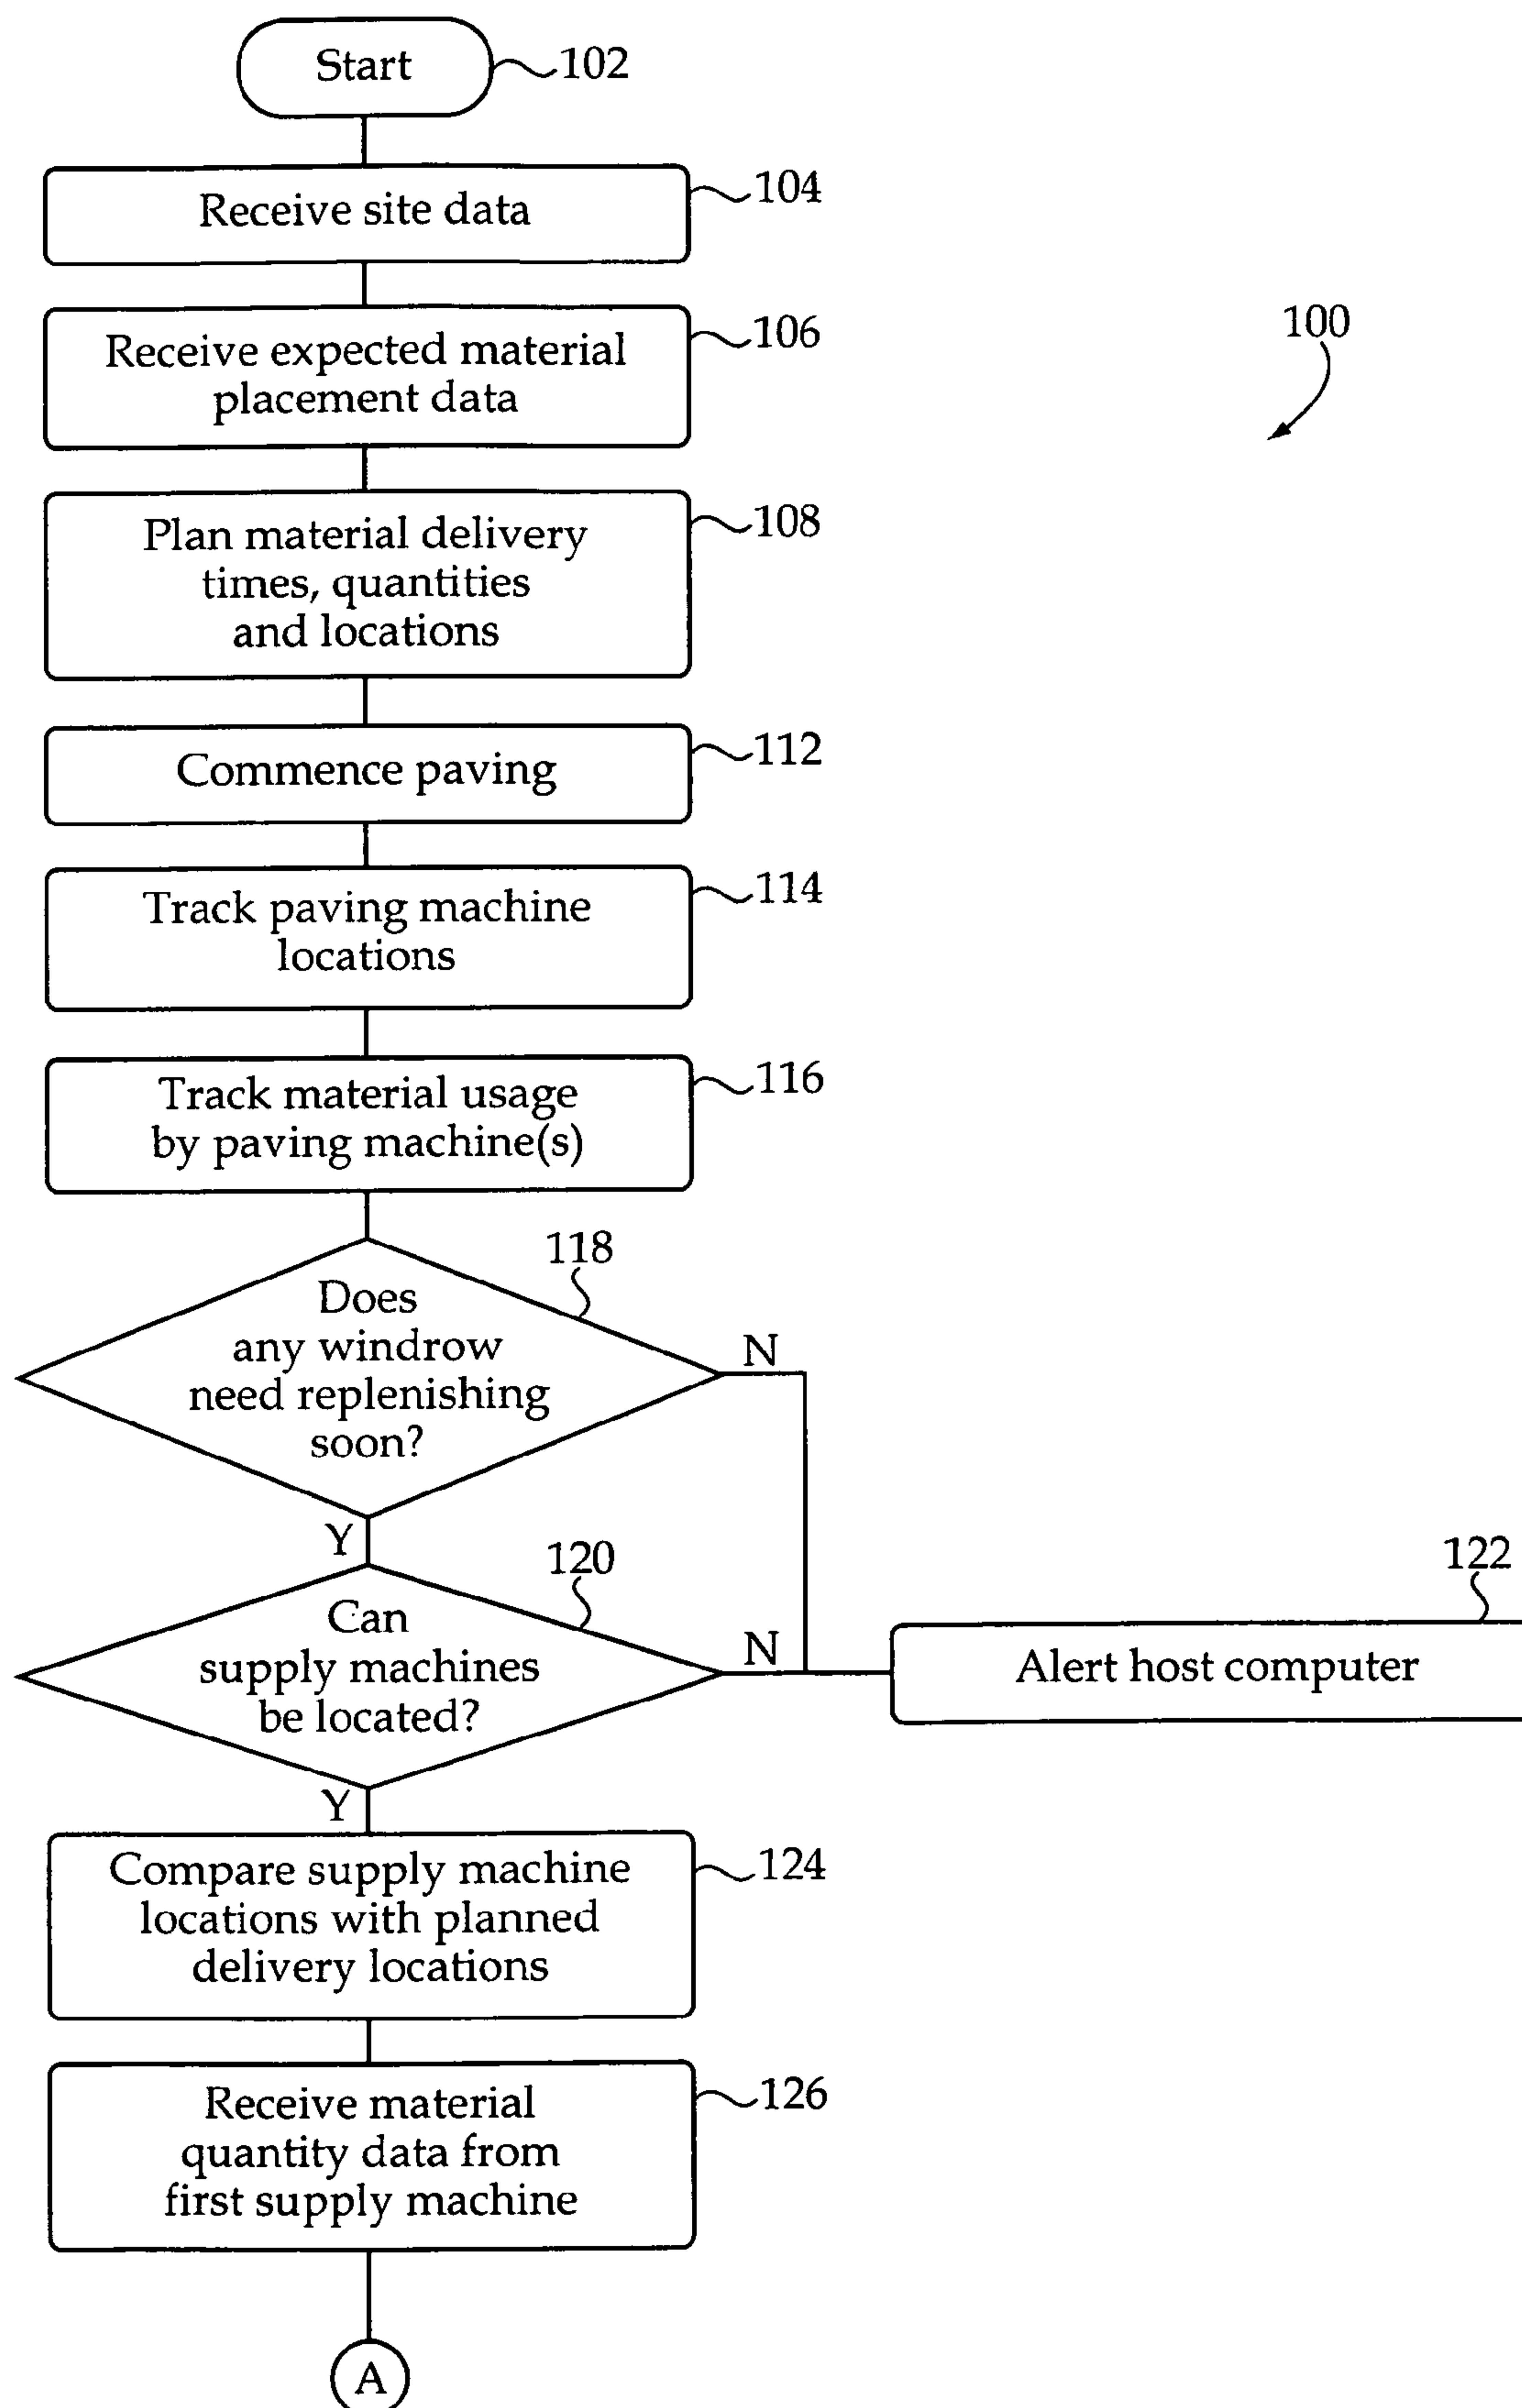 Start
102
Receive site data
104
100
Receive expected material
placement data
106
Plan material delivery
times, quantities
and locations
108
Commence paving
112
Track paving machine
locations
114
Track material usage
by paving machine(s)
116
118
Does
any windrow
need replenishing
soon?
N
Y
120
122
Can
supply machines
be located?
N
Alert host computer
Y
Compare supply machine
locations with planned
delivery locations
124
Receive material
quantity data from
first supply machine
126
A